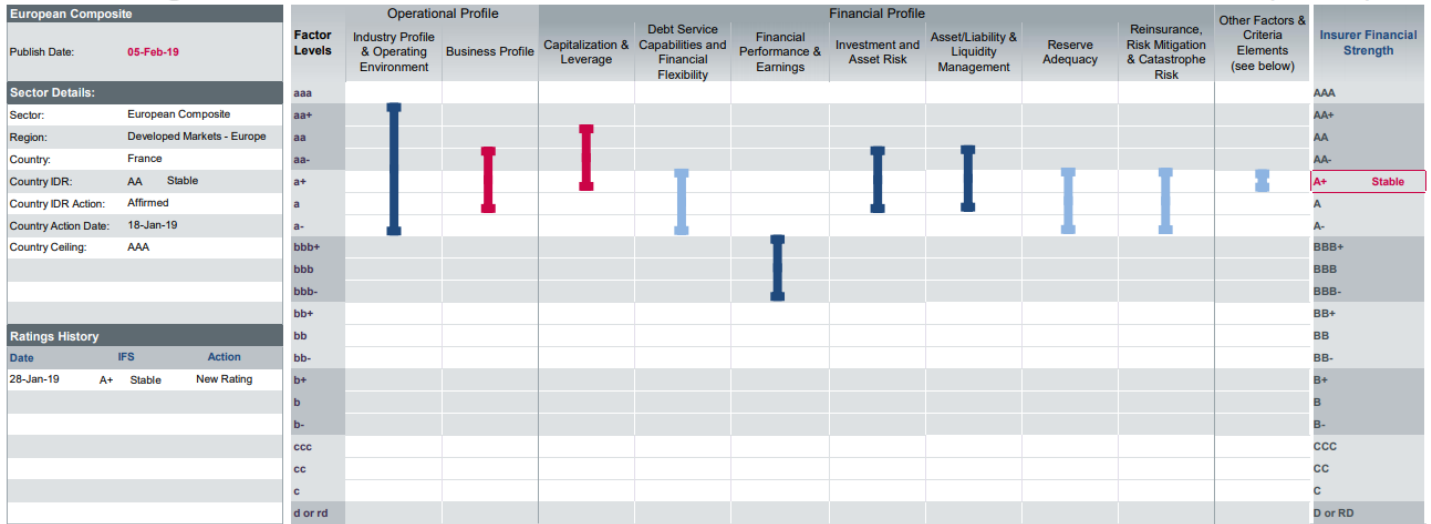 European Composite
Publish Date: 05-Feb-19
Sector Details:
Sector: European Composite
Region: Developed Markets - Europe
Country: France
Country IDR: AA Stable
Country IDR Action: Affirmed
Country Action Date: 18-Jan-19
Country Ceiling: AAA
Ratings History
Date IFS Action
28-Jan-19 A+ Stable New Rating
Operational Profile
Financial Profile
Factor
Levels
Industry Profile
& Operating
Environment
Business Profile
Capitalization &
Leverage
Debt Service
Capabilities and
Financial
Flexibility
Financial
Performance &
Earnings
Investment and
Asset Risk
Asset/Liability &
Liquidity
Management
Reserve
Adequacy
Reinsurance,
Risk Mitigation
& Catastrophe
Risk
Other Factors &
Criteria
Elements
(see below)
Insurer Financial
Strength
aaa AAA
aa+ AA+
aa AA
aa- AA-
a+ A+ Stable
a A
a- A-
bbb+ BBB+
bbb BBB
bbb- BBB-
bb+ BB+
bb BB
bb- BB-
b+ B+
b B
b- B-
ccc CCC
cc CC
c C
d or rd D or RD